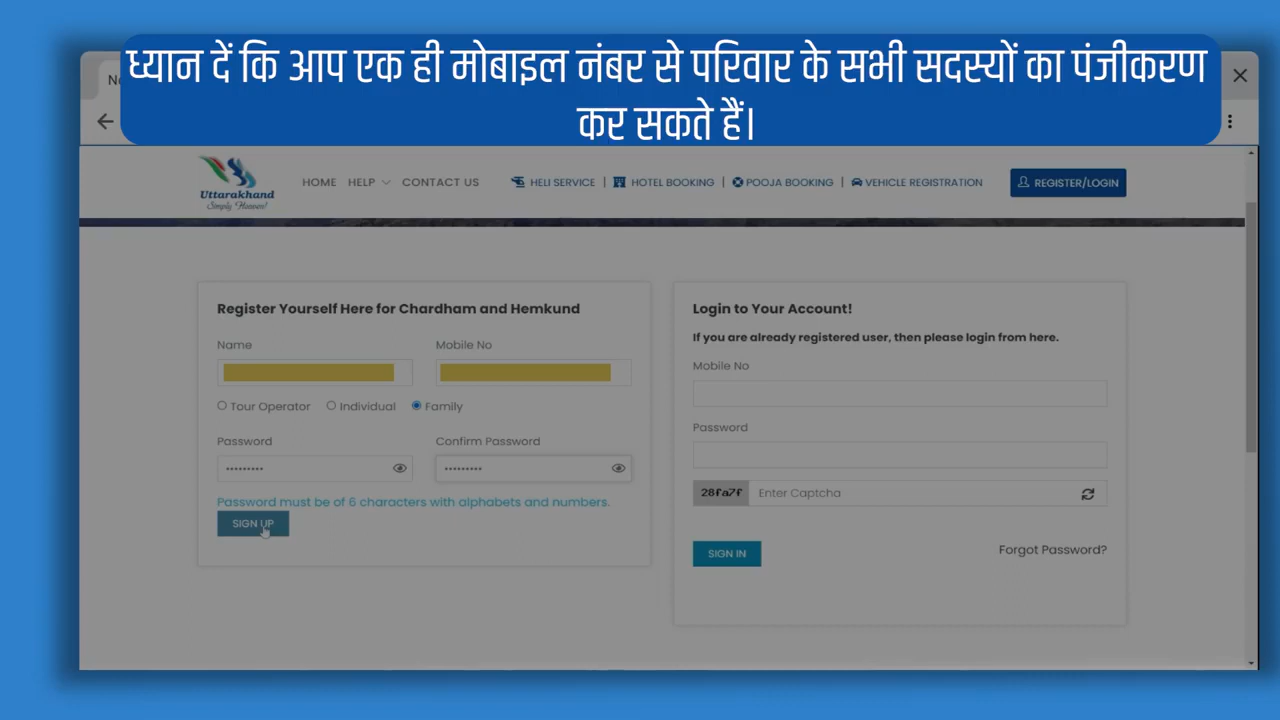 ध्यान दें कि आप एक ही मोबाइल नंबर से परिवार के सभी सदस्यों का पंजीकरण
कर सकते हैं।
Uttarakhand
Simply Heaven!
HOME HELP CONTACT US HELI SERVICE | HOTEL BOOKING | POOJA BOOKING | VEHICLE REGISTRATION REGISTER/LOGIN
Register Yourself Here for Chardham and Hemkund
Name Mobile No
Tour Operator Individual Family
Password Confirm Password
Password must be of 6 characters with alphabets and numbers.
SIGN UP
Login to Your Account!
If you are already registered user, then please login from here.
Mobile No
Password
28fa7f Enter Captcha
SIGN IN Forgot Password?